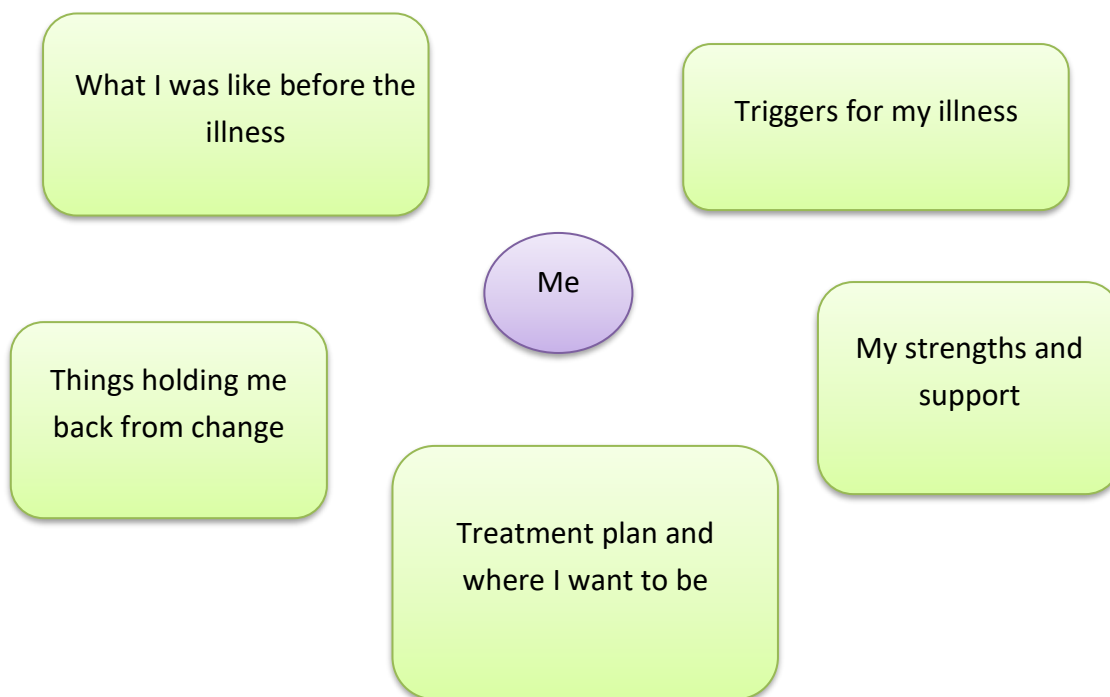 What I was like before the
illness
Triggers for my illness
Me
My strengths and
support
Things holding me
back from change
Treatment plan and
where I want to be